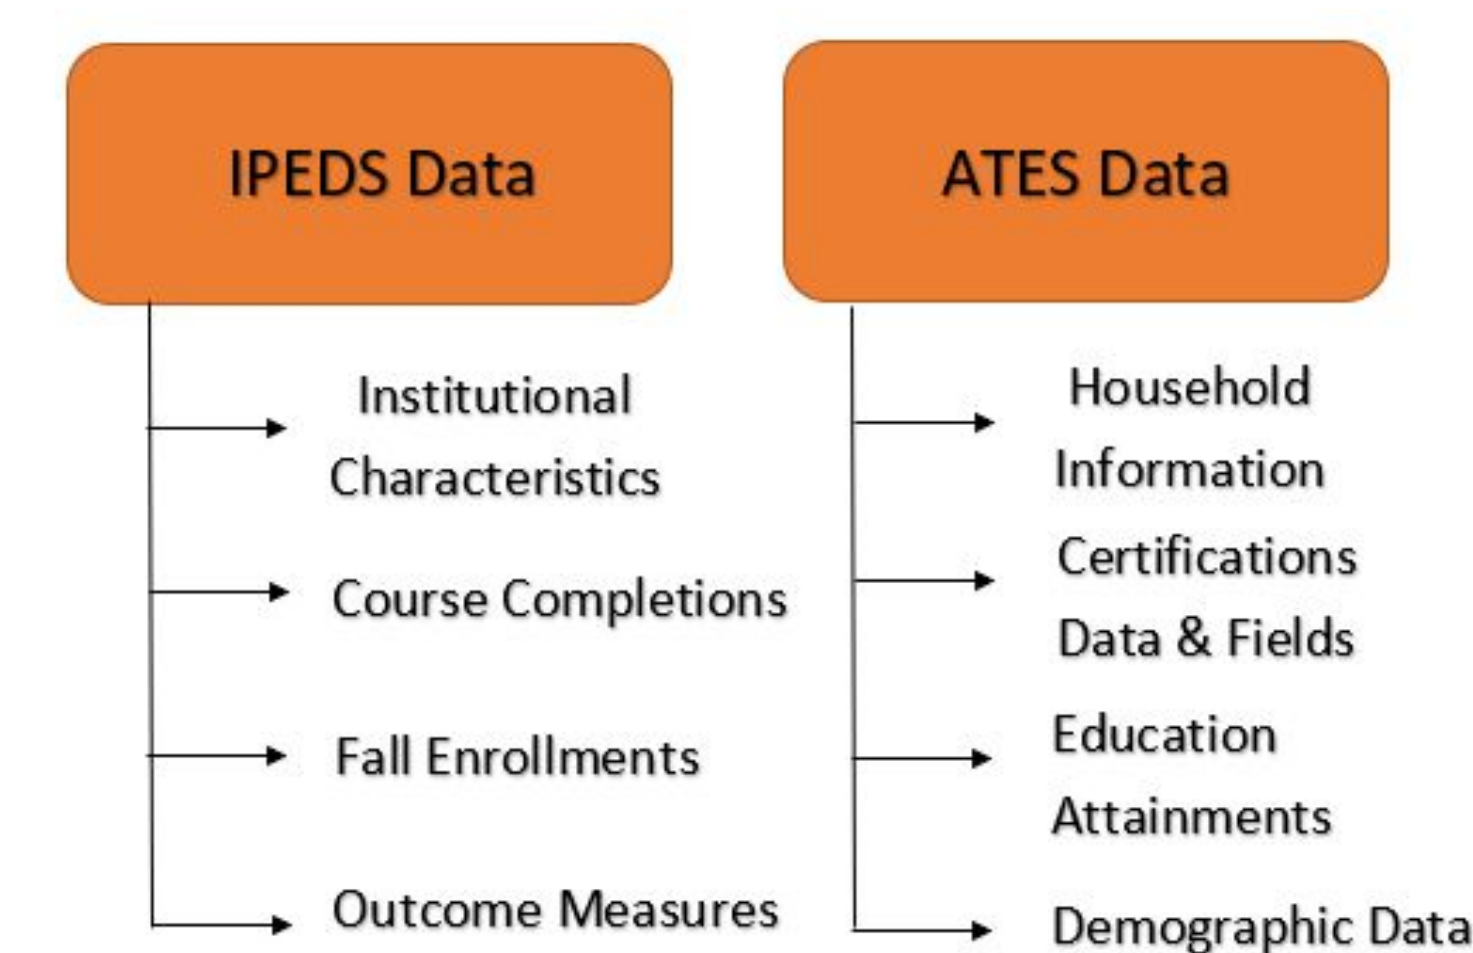 IPEDS Data
Institutional
Characteristics
Course Completions
Fall Enrollments
Outcome Measures
ATES Data
Household
Information
Certifications
Data & Fields
Education
Attainments
Demographic Data